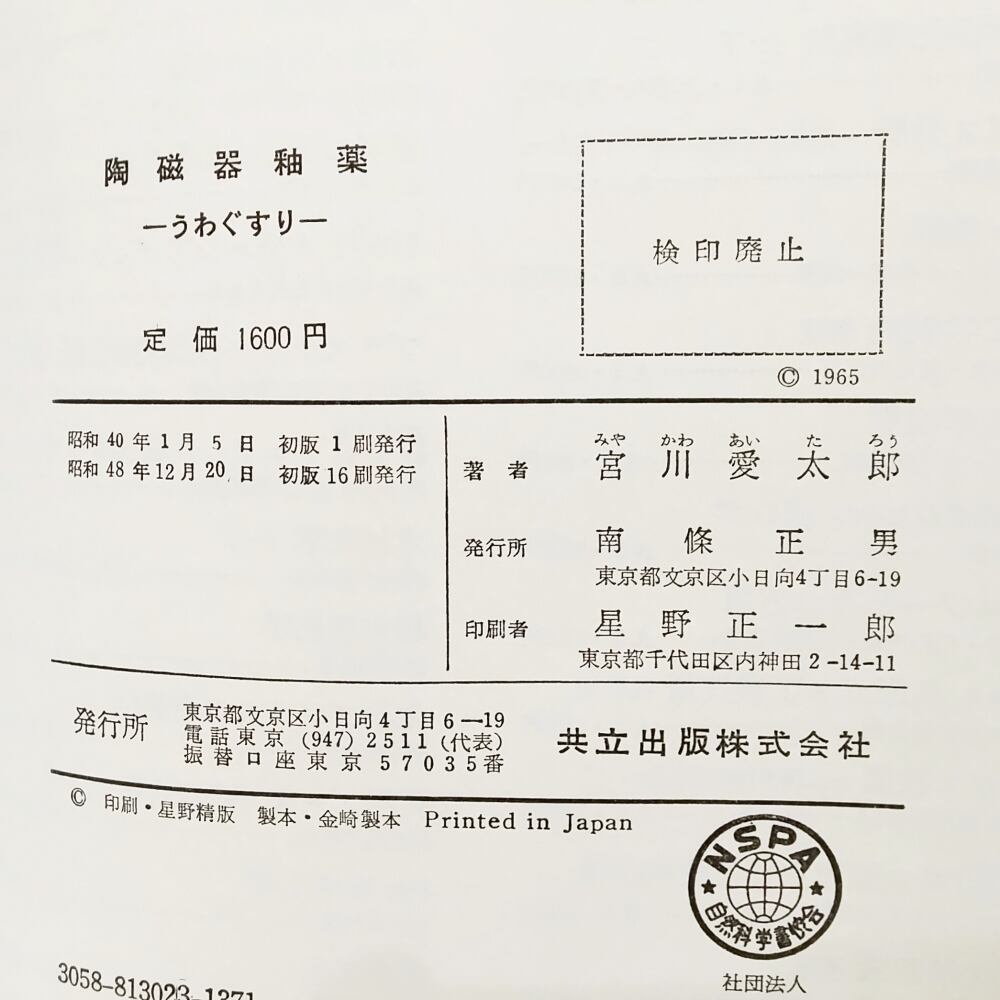 陶磁器釉薬
―うわぐすり―
定価 1600円
検印廃止
© 1965
昭和 40 年 1 月 5 日 初版 1 刷発行
昭和 48 年 12 月 20 日 初版 16 刷発行
みや かわ あい た ろう
著者 宮川愛太郎
発行所 南條正男
東京都文京区小日向4丁目6-19
印刷者 星野正一郎
東京都千代田区内神田 2-14-11
発行所
東京都文京区小日向 4 丁目 6―19
電話東京 (947) 2511 (代表)
振替口座東京 57035番
共立出版株式会社
© 印刷・星野精版 製本・金崎製本 Printed in Japan
NSPA
自然科学書協会
社団法人
3058-813023-1371